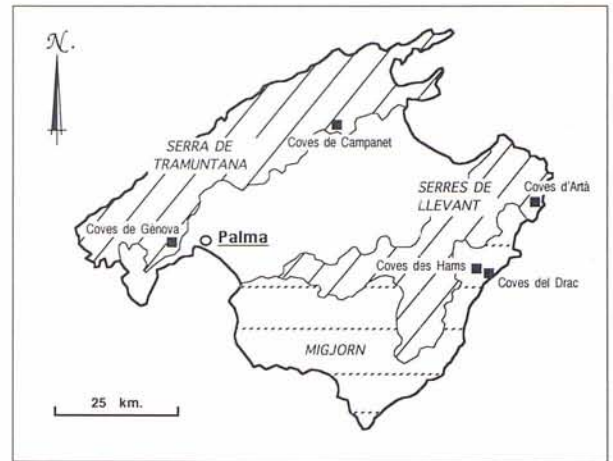 N.
SERRA DE
TRAMUNTANA
Coves de Campanet
SERRES DE
LLEVANT
Coves d'Artà
Coves de Gènova
Palma
Coves des Hams
Coves del Drac
MIGJORN
25 km.